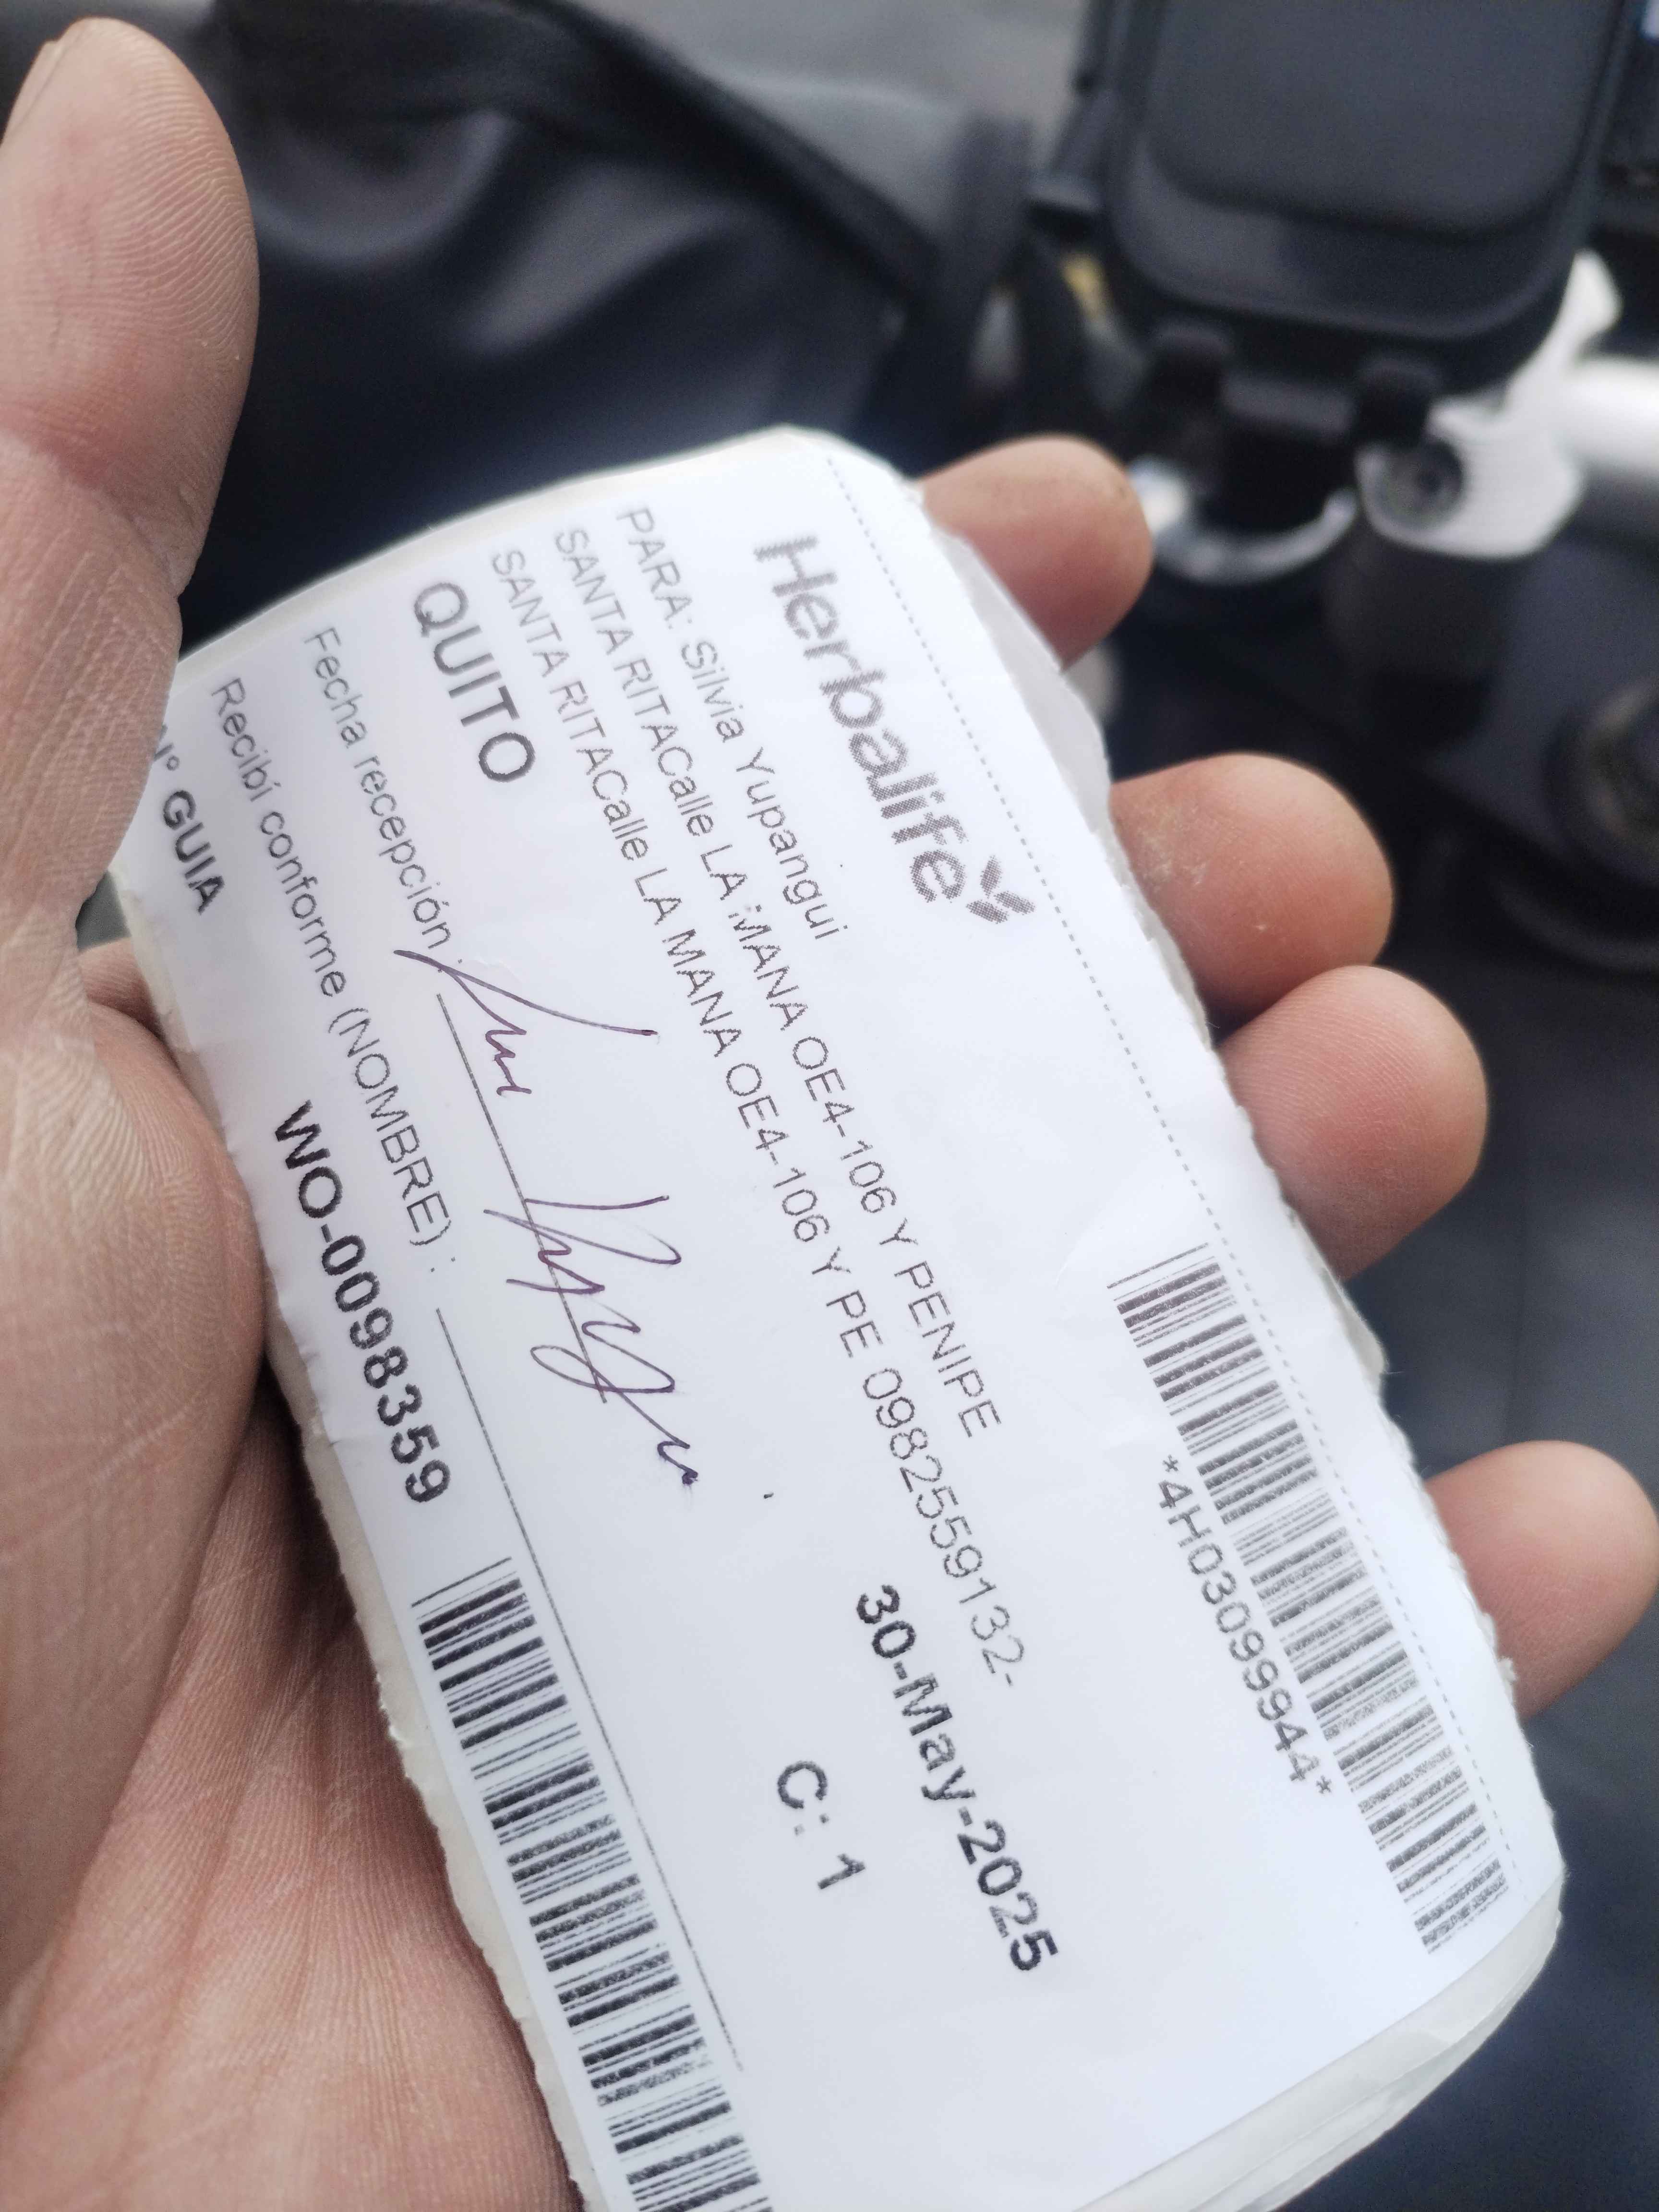 Herbalife
*4H0309944*
PARA: Silvia Yupangui
SANTA RITACalle LA MANA OE4-106 Y PENIPE
SANTA RITACalle LA MANA OE4-106 Y PE 0982559132-
QUITO
30-May-2025
C: 1
Fecha recepción
Recibí conforme (NOMBRE) :
N° GUIA
WO-0098359